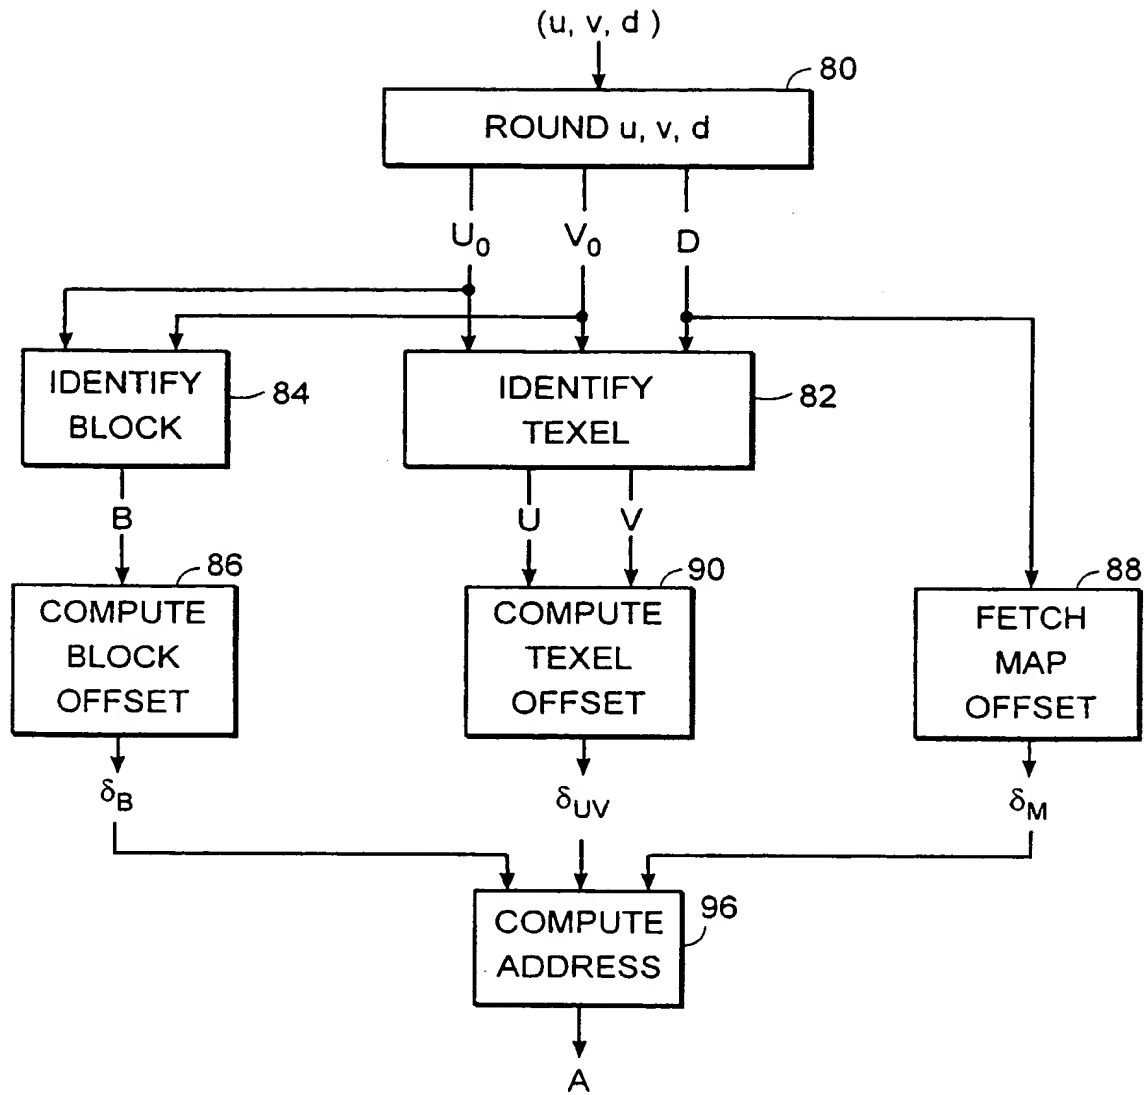 (u, v, d )
80
ROUND u, v, d
U₀
V₀
D
IDENTIFY
BLOCK
84
IDENTIFY
TEXEL
82
B
U
V
86
COMPUTE
BLOCK
OFFSET
90
COMPUTE
TEXEL
OFFSET
88
FETCH
MAP
OFFSET
δB
δUV
δM
96
COMPUTE
ADDRESS
A